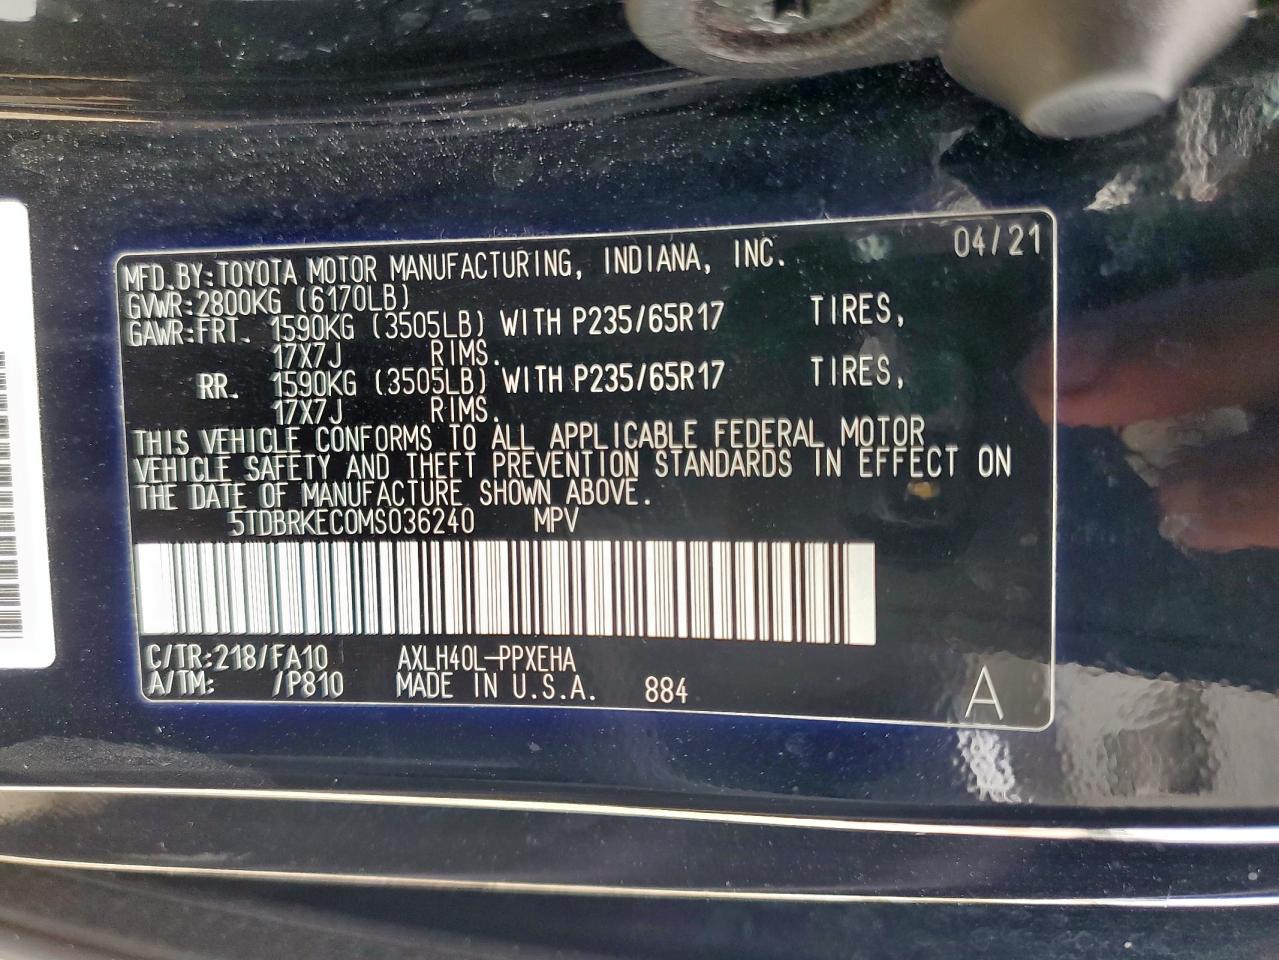 MFD.BY:TOYOTA MOTOR MANUFACTURING, INDIANA, INC. 04/21
GVWR:2800KG (6170LB)
GAWR:FRT. 1590KG (3505LB) WITH P235/65R17 TIRES,
17X7J RIMS.
RR. 1590KG (3505LB) WITH P235/65R17 TIRES,
17X7J RIMS.
THIS VEHICLE CONFORMS TO ALL APPLICABLE FEDERAL MOTOR
VEHICLE SAFETY AND THEFT PREVENTION STANDARDS IN EFFECT ON
THE DATE OF MANUFACTURE SHOWN ABOVE.
5TDBRKEC0MS036240 MPV
C/TR:218/FA10 AXLH40L-PPXEHA
A/TM: /P810 MADE IN U.S.A. 884 A